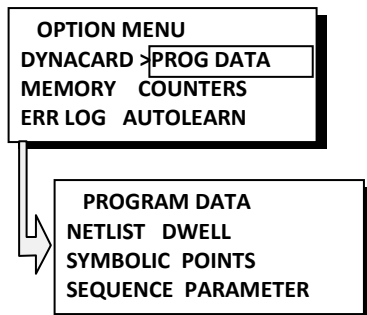 OPTION MENU
DYNACARD >PROG DATA
MEMORY COUNTERS
ERR LOG AUTOLEARN
PROGRAM DATA
NETLIST DWELL
SYMBOLIC POINTS
SEQUENCE PARAMETER